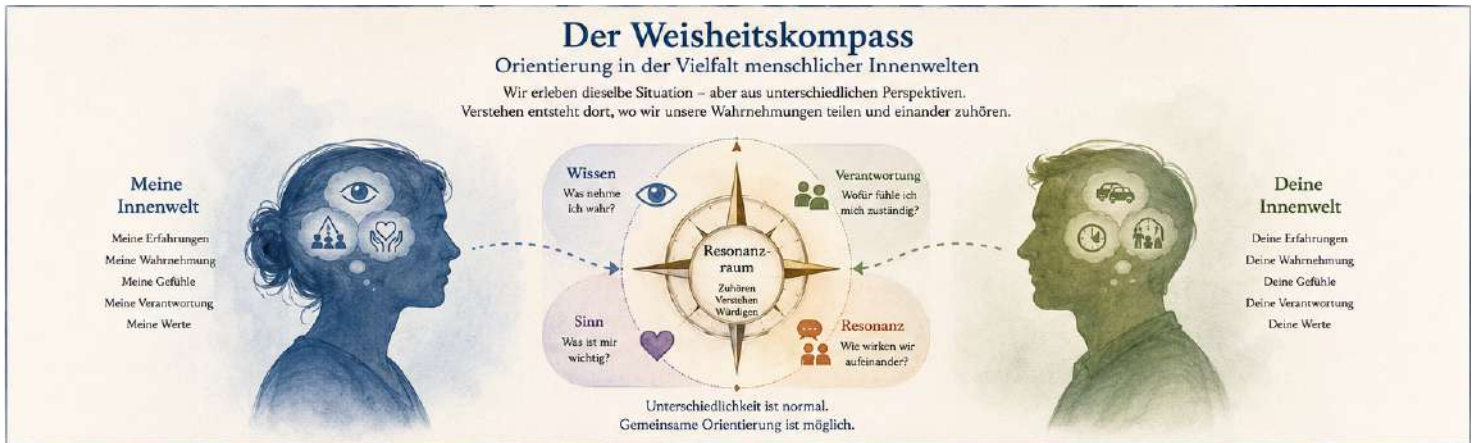 Der Weisheitskompass
Orientierung in der Vielfalt menschlicher Innenwelten
Wir erleben dieselbe Situation – aber aus unterschiedlichen Perspektiven.
Verstehen entsteht dort, wo wir unsere Wahrnehmungen teilen und einander zuhören.
Meine
Innenwelt
Meine Erfahrungen
Meine Wahrnehmung
Meine Gefühle
Meine Verantwortung
Meine Werte
Wissen
Was nehme
ich wahr?
Verantwortung
Wofür fühle ich
mich zuständig?
Resonanz-
raum
Zuhören
Verstehen
Würdigen
Sinn
Was ist mir
wichtig?
Resonanz
Wie wirken wir
aufeinander?
Deine
Innenwelt
Deine Erfahrungen
Deine Wahrnehmung
Deine Gefühle
Deine Verantwortung
Deine Werte
Unterschiedlichkeit ist normal.
Gemeinsame Orientierung ist möglich.